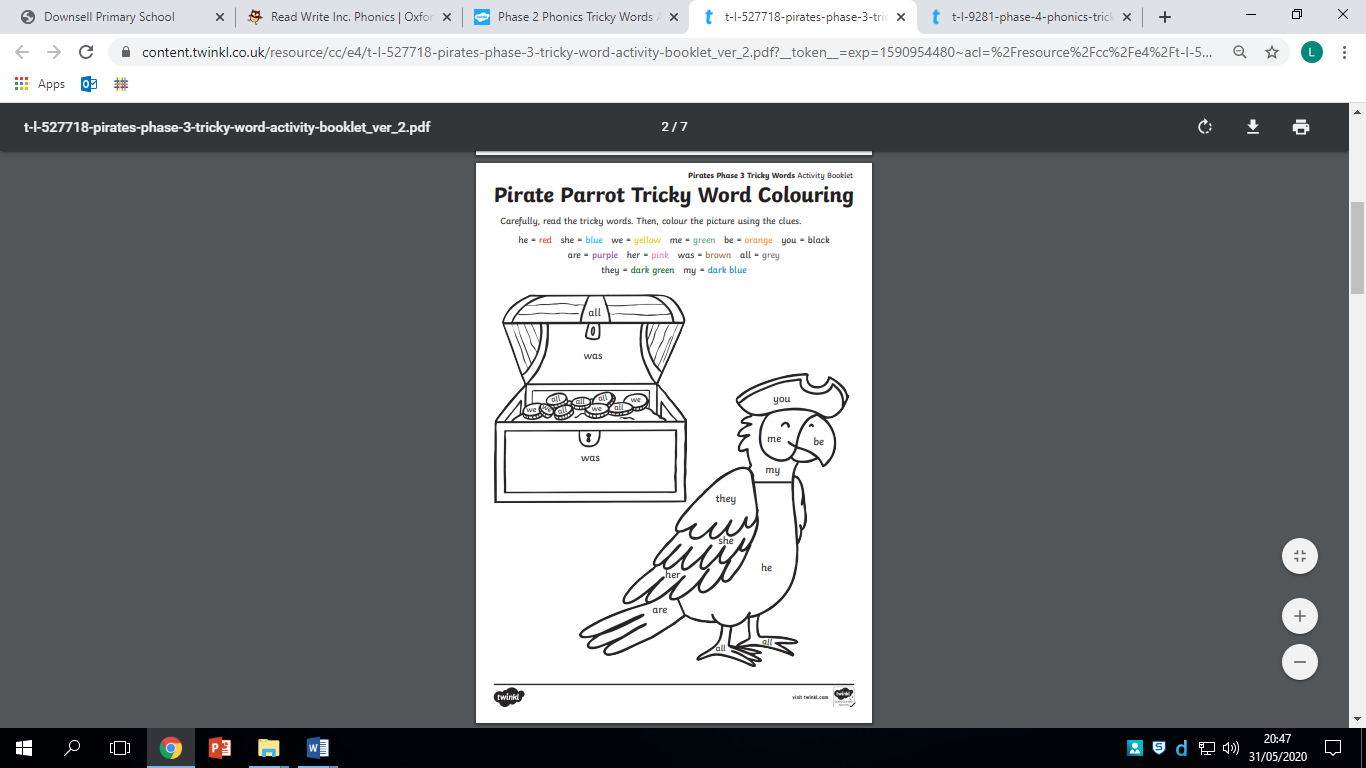 Downsell Primary School
Read Write Inc. Phonics | Oxfor
Phase 2 Phonics Tricky Words A
t-l-527718-pirates-phase-3-tric
t-l-9281-phase-4-phonics-trick
content.twinkl.co.uk/resource/cc/e4/t-l-527718-pirates-phase-3-tricky-word-activity-booklet_ver_2.pdf?__token__=exp=1590954480~acl=%2Fresource%2Fcc%2Fe4%2Ft-l-5...
L
Apps
t-l-527718-pirates-phase-3-tricky-word-activity-booklet_ver_2.pdf
2 / 7
Pirates Phase 3 Tricky Words Activity Booklet
Pirate Parrot Tricky Word Colouring
Carefully, read the tricky words. Then, colour the picture using the clues.
he = red she = blue we = yellow me = green be = orange you = black
are = purple her = pink was = brown all = grey
they = dark green my = dark blue
all
was
all all all we
we we all we all
was
you
me be
my
they
she
he
her
are
all all
twinkl
visit twinkl.com
twinkl
20:47
31/05/2020